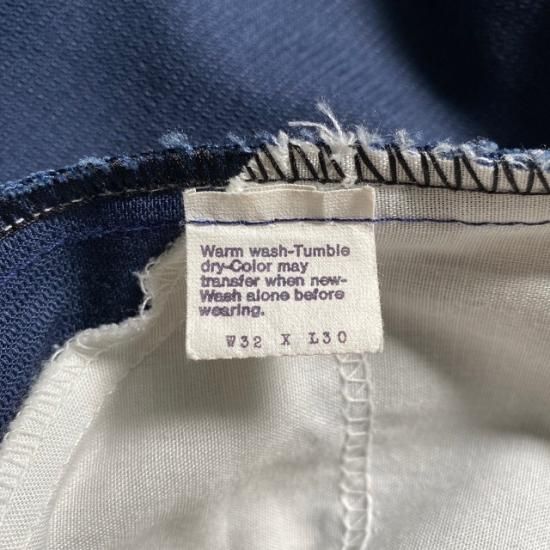 Warm wash-Tumble
dry-Color may
transfer when new-
Wash alone before
wearing.
W32 X L30